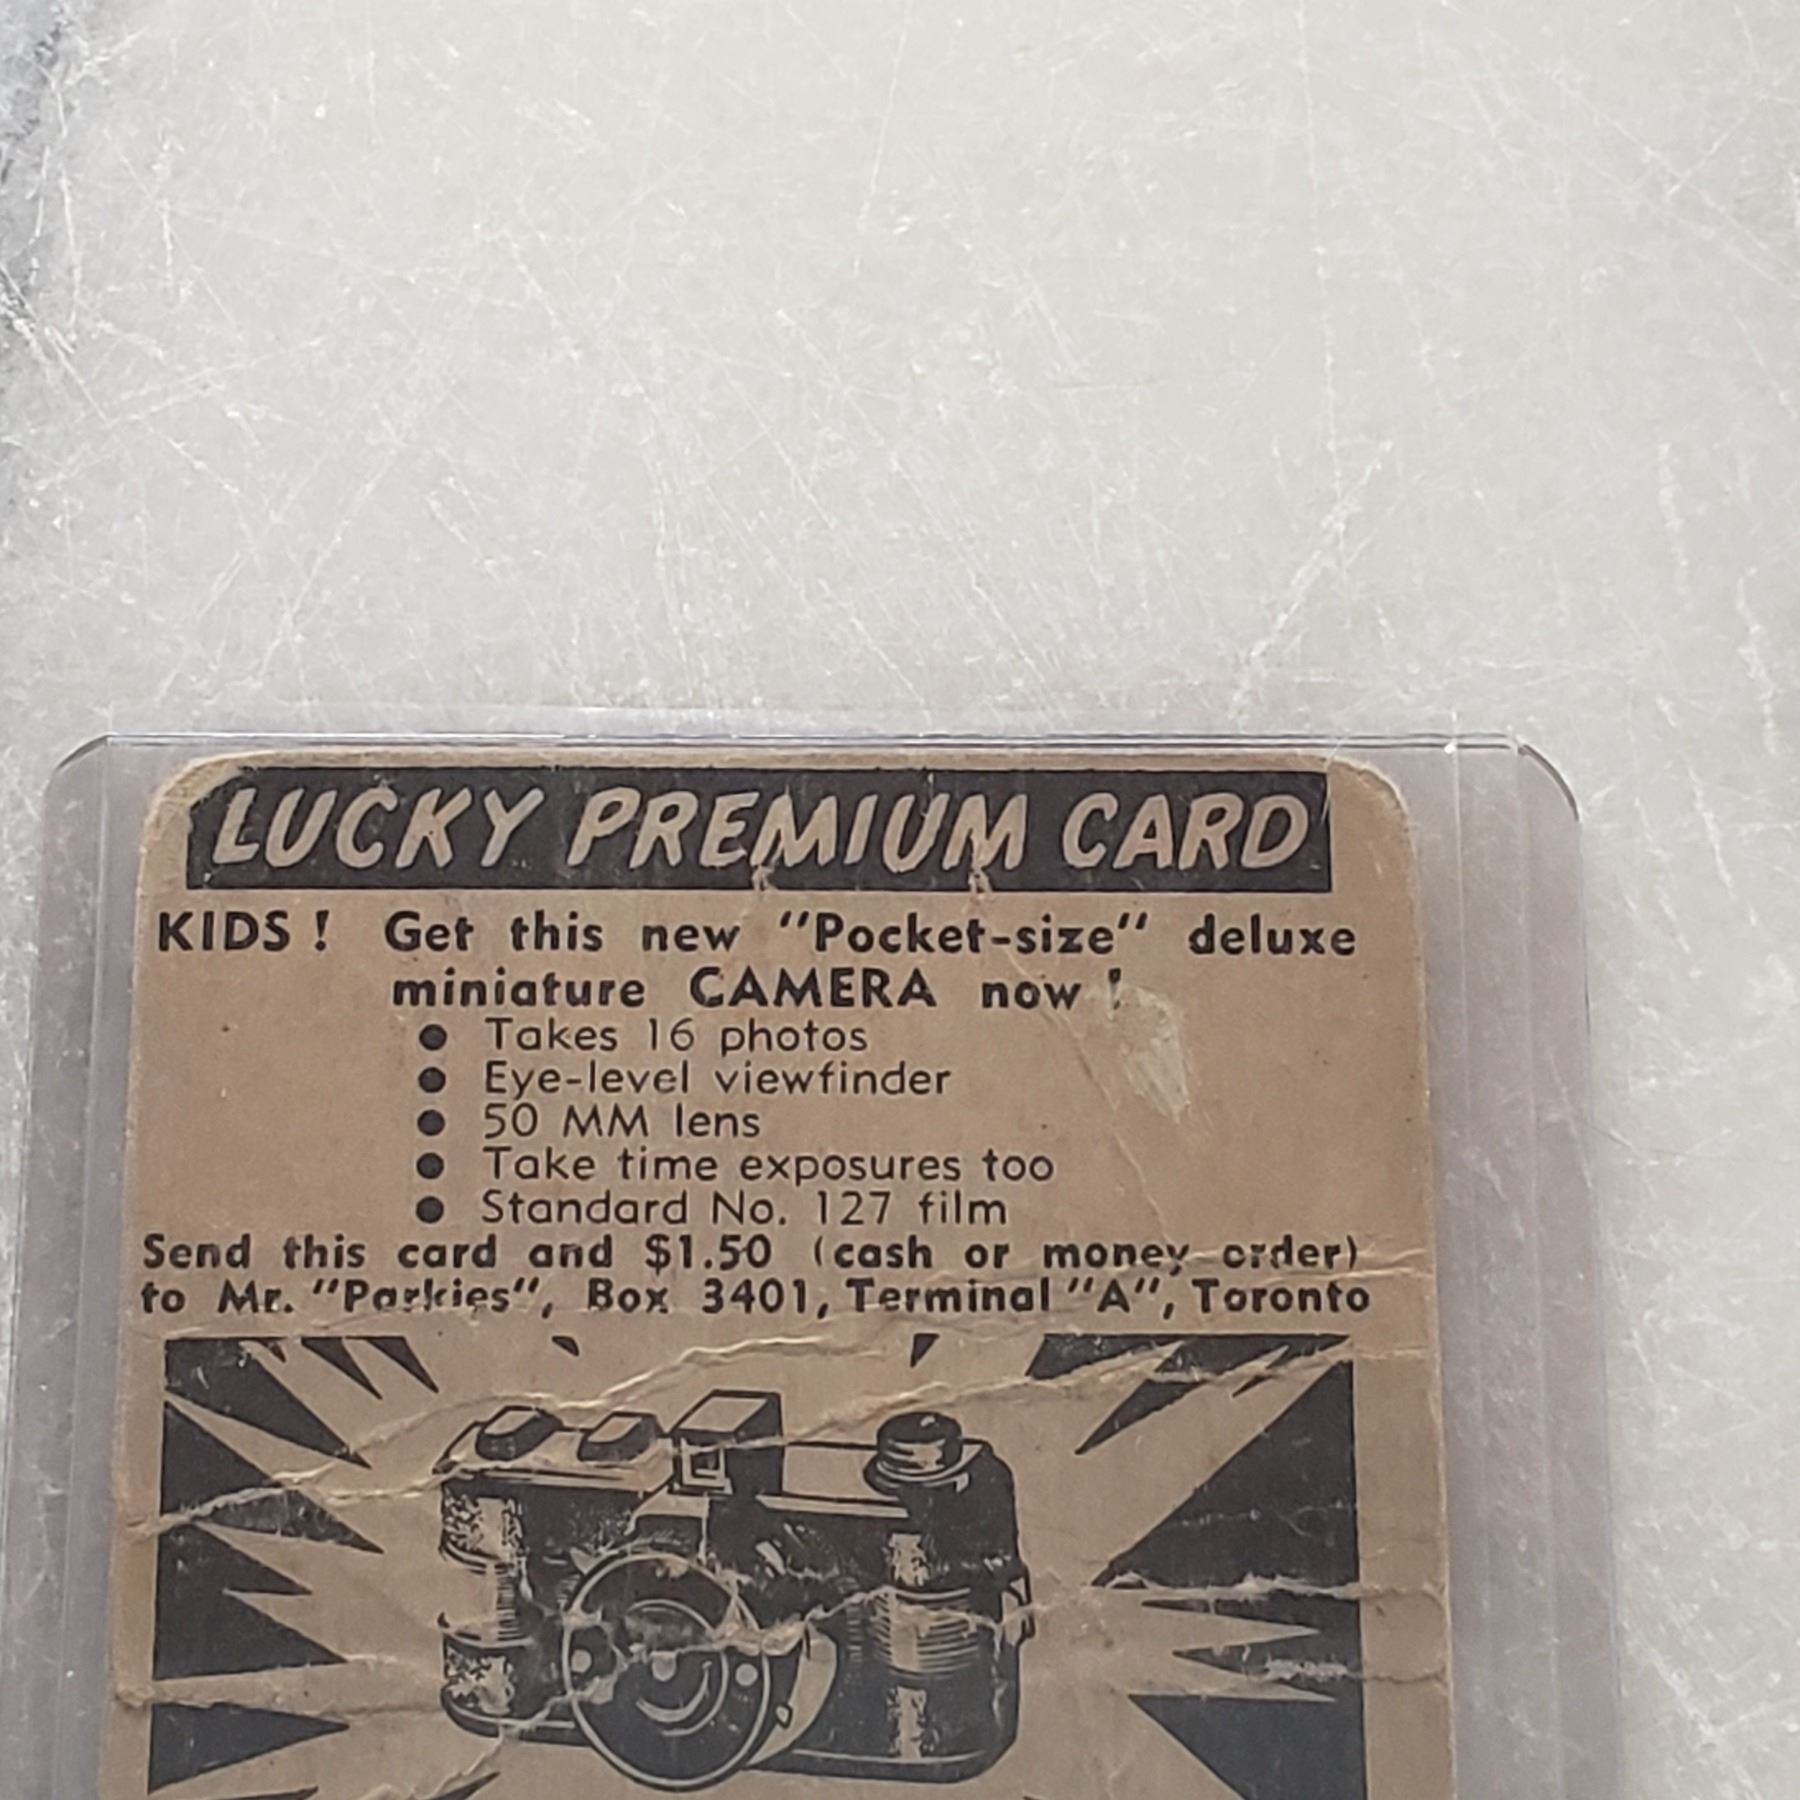 LUCKY PREMIUM CARD
KIDS ! Get this new "Pocket-size" deluxe
miniature CAMERA now !
● Takes 16 photos
● Eye-level viewfinder
● 50 MM lens
● Take time exposures too
● Standard No. 127 film
Send this card and $1.50 (cash or money order)
to Mr. "Parkies", Box 3401, Terminal "A", Toronto